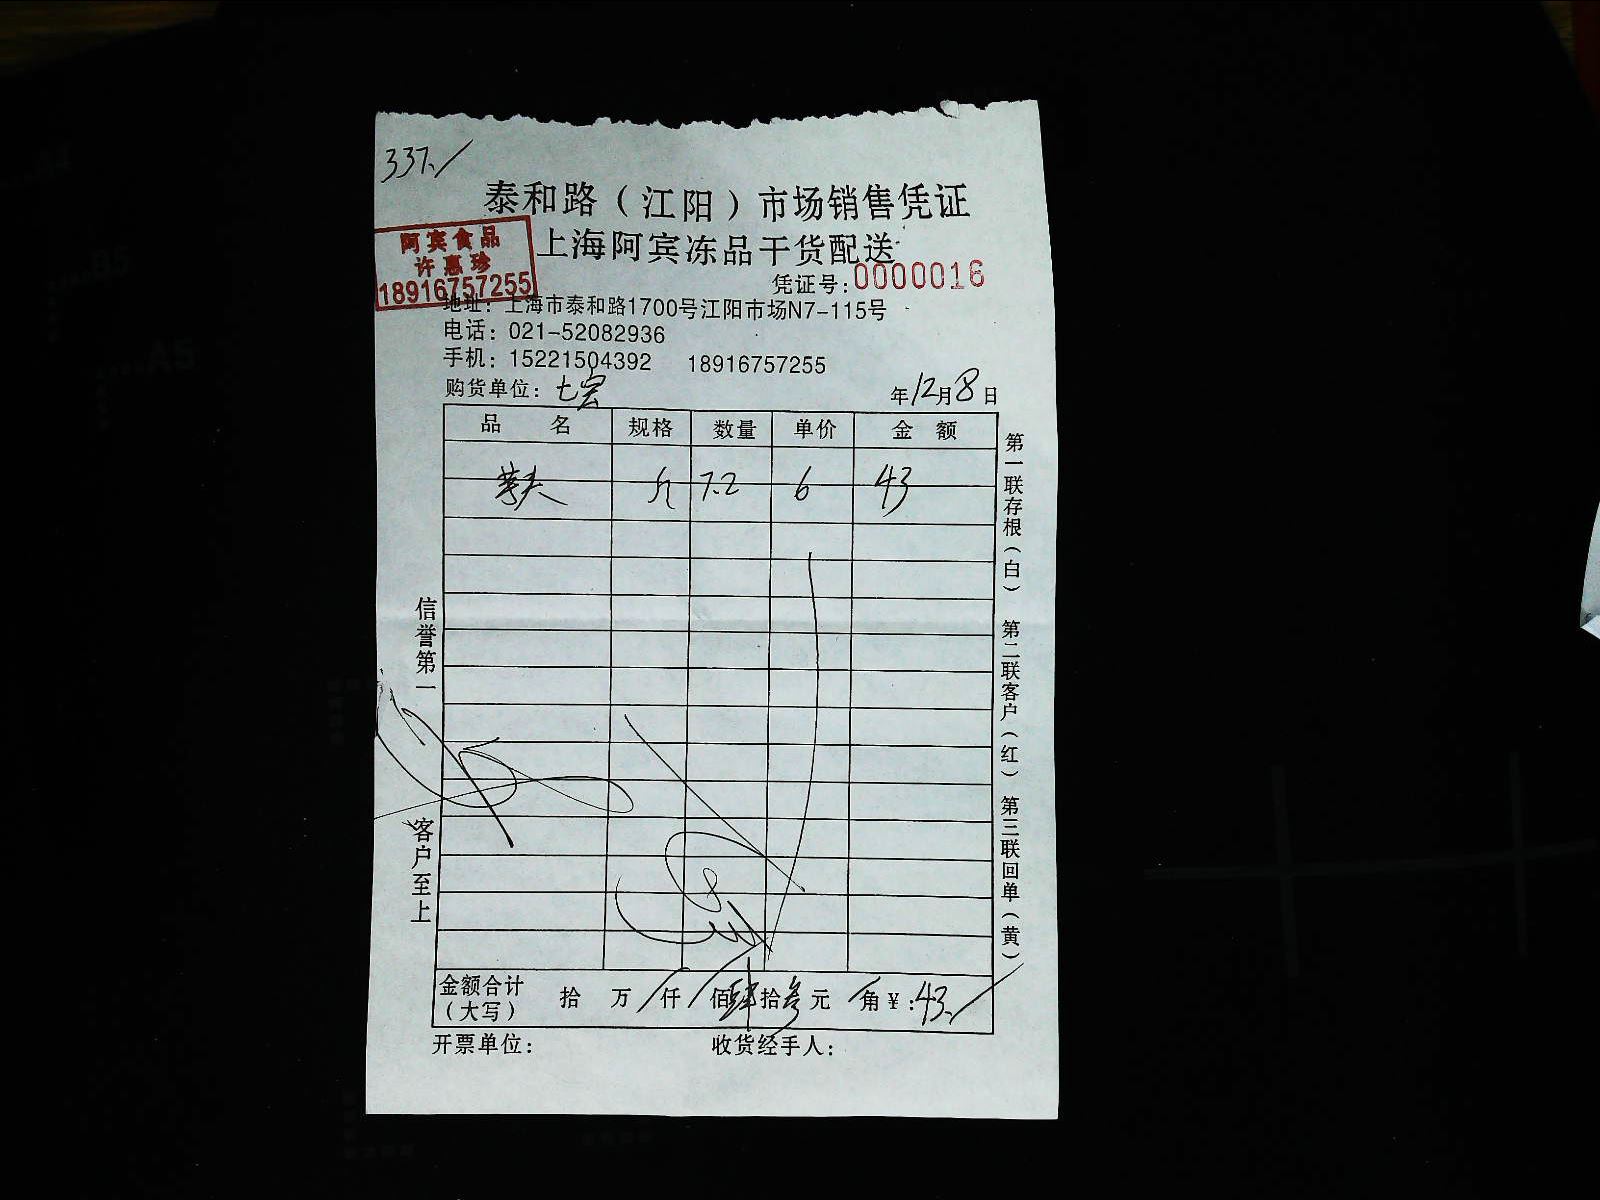 337.
泰和路（江阳）市场销售凭证
上海阿宾冻品干货配送
阿宾食品
许惠珍
18916757255
凭证号：0000016
地址：上海市泰和路1700号江阳市场N7-115号
电话：021-52082936
手机：15221504392 18916757255
购货单位：七宏 年12月8日
品名 规格 数量 单价 金额
芋头 斤 7.2 6 43
信誉第一 客户至上
第一联存根（白） 第二联客户（红） 第三联回单（黄）
金额合计（大写） 拾 万 仟 佰肆拾叁元 角￥：43.
开票单位： 收货经手人：